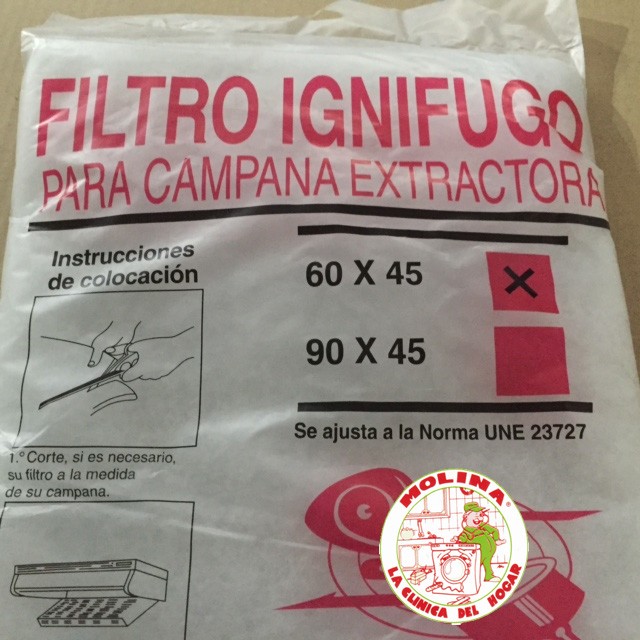 FILTRO IGNIFUGO
PARA CAMPANA EXTRACTORA
Instrucciones
de colocación
60 X 45
90 X 45
Se ajusta a la Norma UNE 23727
1.º Corte, si es necesario,
su filtro a la medida
de su campana.
MOLINA
LA CLINICA DEL HOGAR